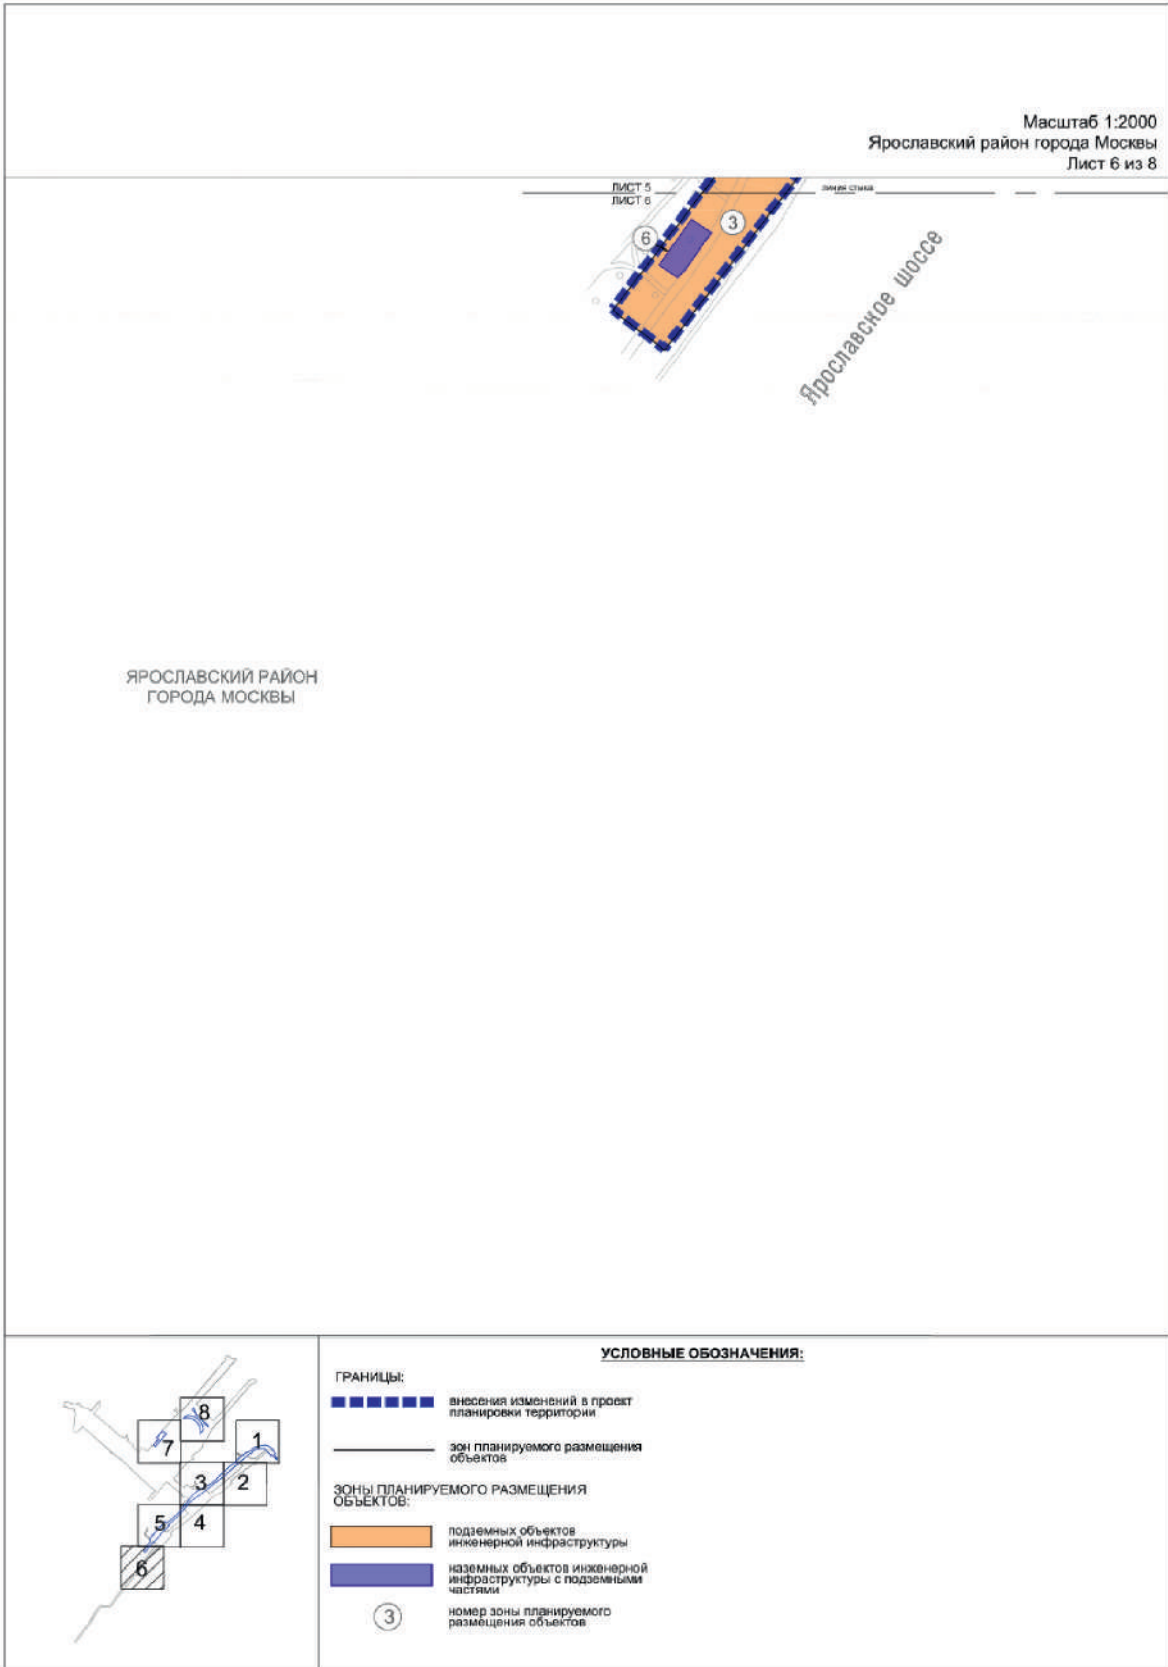 Масштаб 1:2000
Ярославский район города Москвы
Лист 6 из 8
ЛИСТ 5
ЛИСТ 6
линия стыка
3
6
Ярославское шоссе
ЯРОСЛАВСКИЙ РАЙОН
ГОРОДА МОСКВЫ
8
7
1
3
2
5
4
6
УСЛОВНЫЕ ОБОЗНАЧЕНИЯ:
ГРАНИЦЫ:
внесения изменений в проект
планировки территории
зон планируемого размещения
объектов
ЗОНЫ ПЛАНИРУЕМОГО РАЗМЕЩЕНИЯ
ОБЪЕКТОВ:
подземных объектов
инженерной инфраструктуры
наземных объектов инженерной
инфраструктуры с подземными
частями
3
номер зоны планируемого
размещения объектов